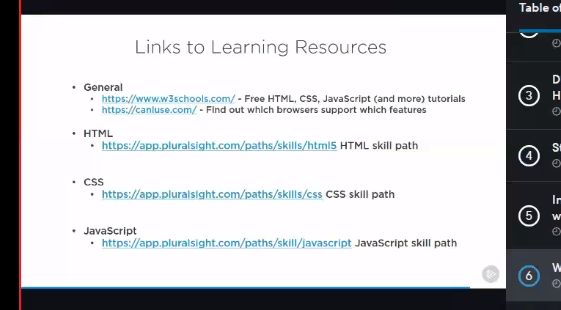 Links to Learning Resources
• General
• https://www.w3schools.com/ - Free HTML, CSS, JavaScript (and more) tutorials
• https://caniuse.com/ - Find out which browsers support which features
• HTML
• https://app.pluralsight.com/paths/skills/html5 HTML skill path
• CSS
• https://app.pluralsight.com/paths/skills/css CSS skill path
• JavaScript
• https://app.pluralsight.com/paths/skill/javascript JavaScript skill path
Table of
3
D
H
4
St
5
In
w
6
W